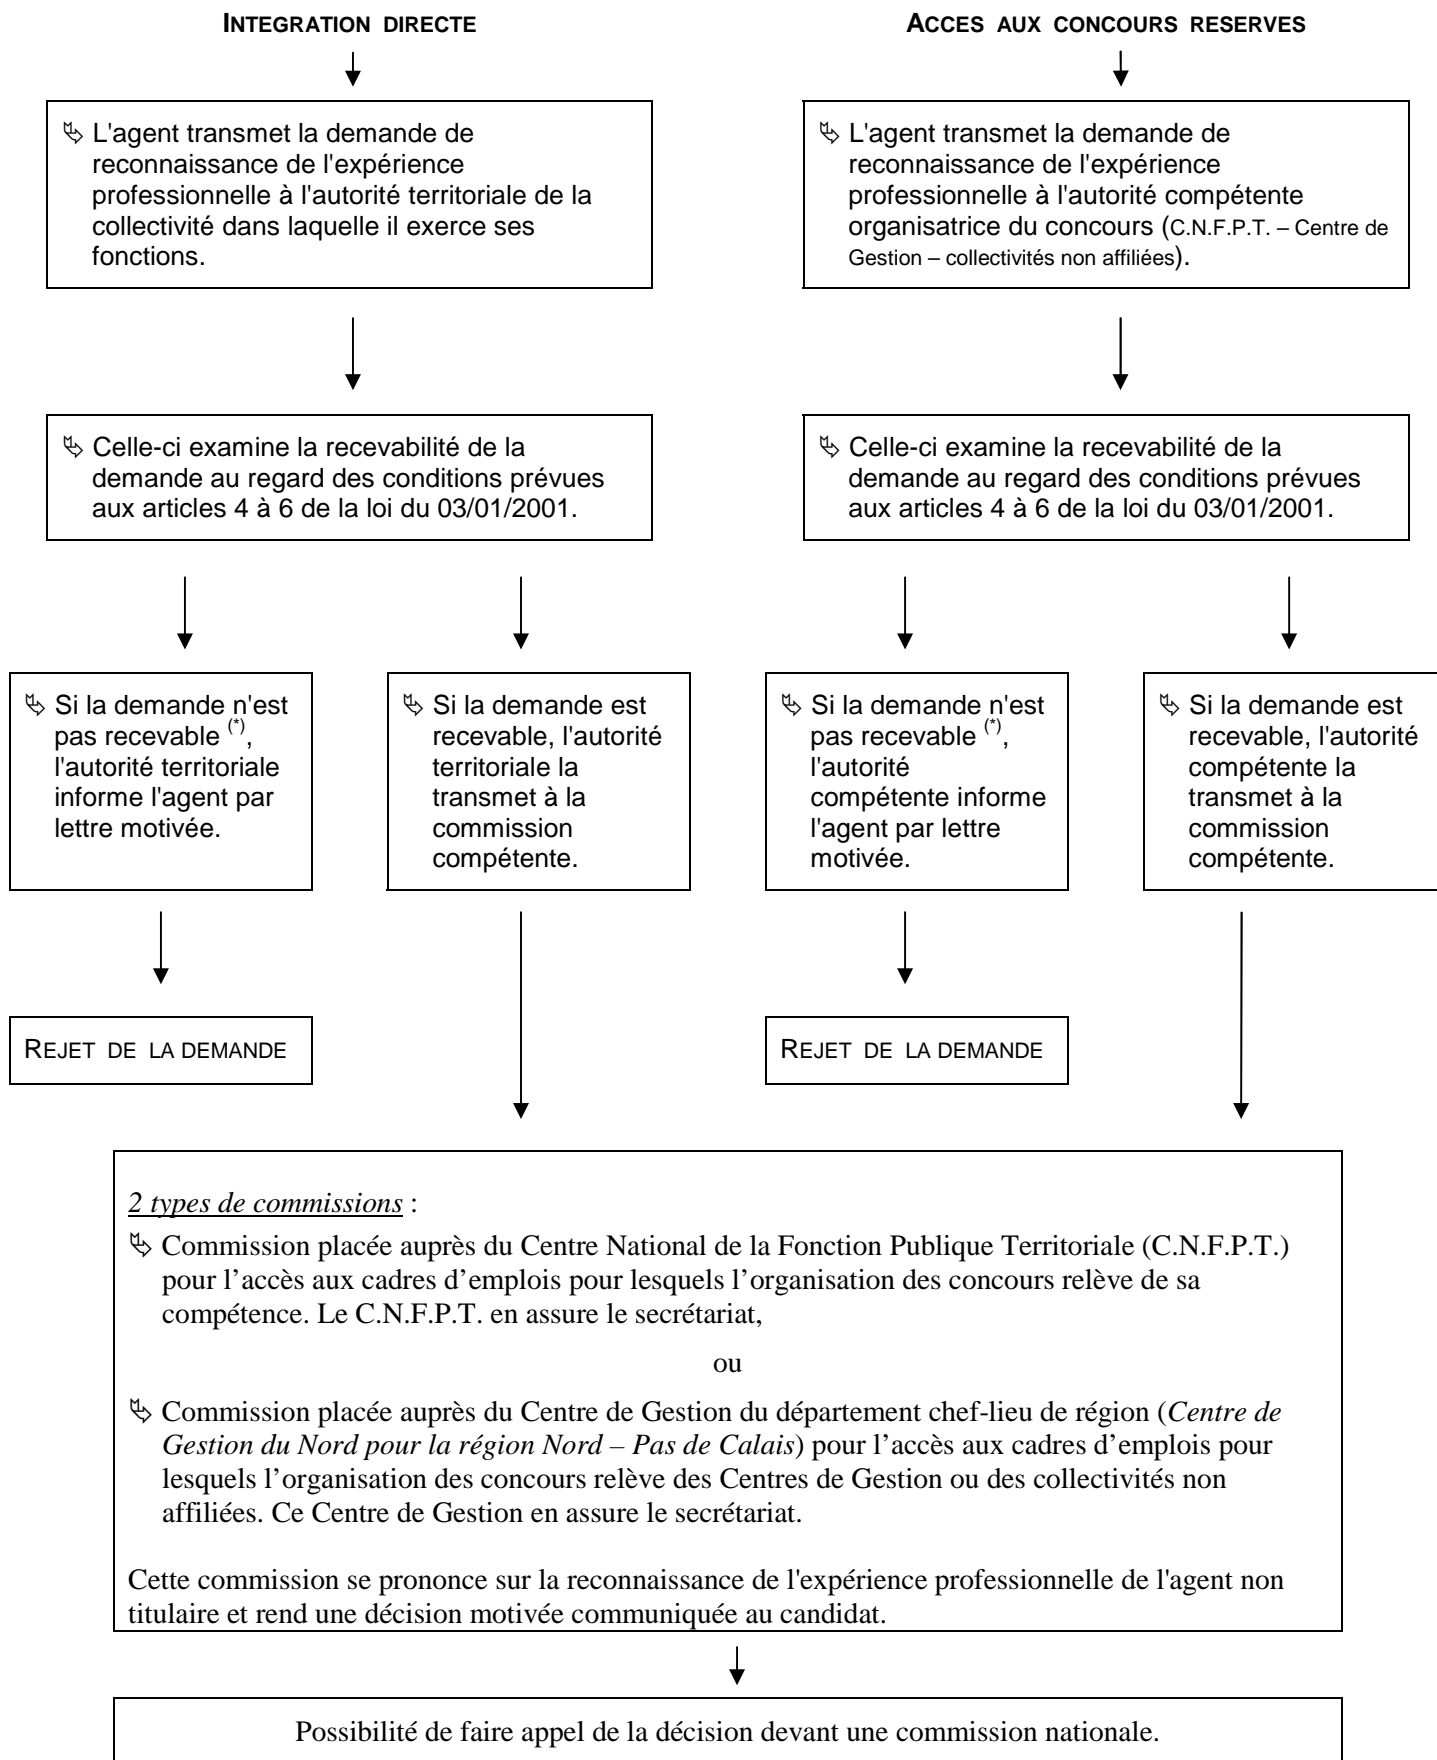 INTEGRATION DIRECTE
↳ L'agent transmet la demande de
reconnaissance de l'expérience
professionnelle à l'autorité territoriale de la
collectivité dans laquelle il exerce ses
fonctions.
↳ Celle-ci examine la recevabilité de la
demande au regard des conditions prévues
aux articles 4 à 6 de la loi du 03/01/2001.
↳ Si la demande n'est
pas recevable (*),
l'autorité territoriale
informe l'agent par
lettre motivée.
REJET DE LA DEMANDE
↳ Si la demande est
recevable, l'autorité
territoriale la
transmet à la
commission
compétente.
ACCES AUX CONCOURS RESERVES
↳ L'agent transmet la demande de
reconnaissance de l'expérience
professionnelle à l'autorité compétente
organisatrice du concours (C.N.F.P.T. – Centre de
Gestion – collectivités non affiliées).
↳ Celle-ci examine la recevabilité de la
demande au regard des conditions prévues
aux articles 4 à 6 de la loi du 03/01/2001.
↳ Si la demande n'est
pas recevable (*),
l'autorité
compétente informe
l'agent par lettre
motivée.
REJET DE LA DEMANDE
↳ Si la demande est
recevable, l'autorité
compétente la
transmet à la
commission
compétente.
2 types de commissions :
↳ Commission placée auprès du Centre National de la Fonction Publique Territoriale (C.N.F.P.T.)
pour l’accès aux cadres d’emplois pour lesquels l’organisation des concours relève de sa
compétence. Le C.N.F.P.T. en assure le secrétariat,
ou
↳ Commission placée auprès du Centre de Gestion du département chef-lieu de région (Centre de
Gestion du Nord pour la région Nord – Pas de Calais) pour l’accès aux cadres d’emplois pour
lesquels l’organisation des concours relève des Centres de Gestion ou des collectivités non
affiliées. Ce Centre de Gestion en assure le secrétariat.
Cette commission se prononce sur la reconnaissance de l'expérience professionnelle de l'agent non
titulaire et rend une décision motivée communiquée au candidat.
Possibilité de faire appel de la décision devant une commission nationale.